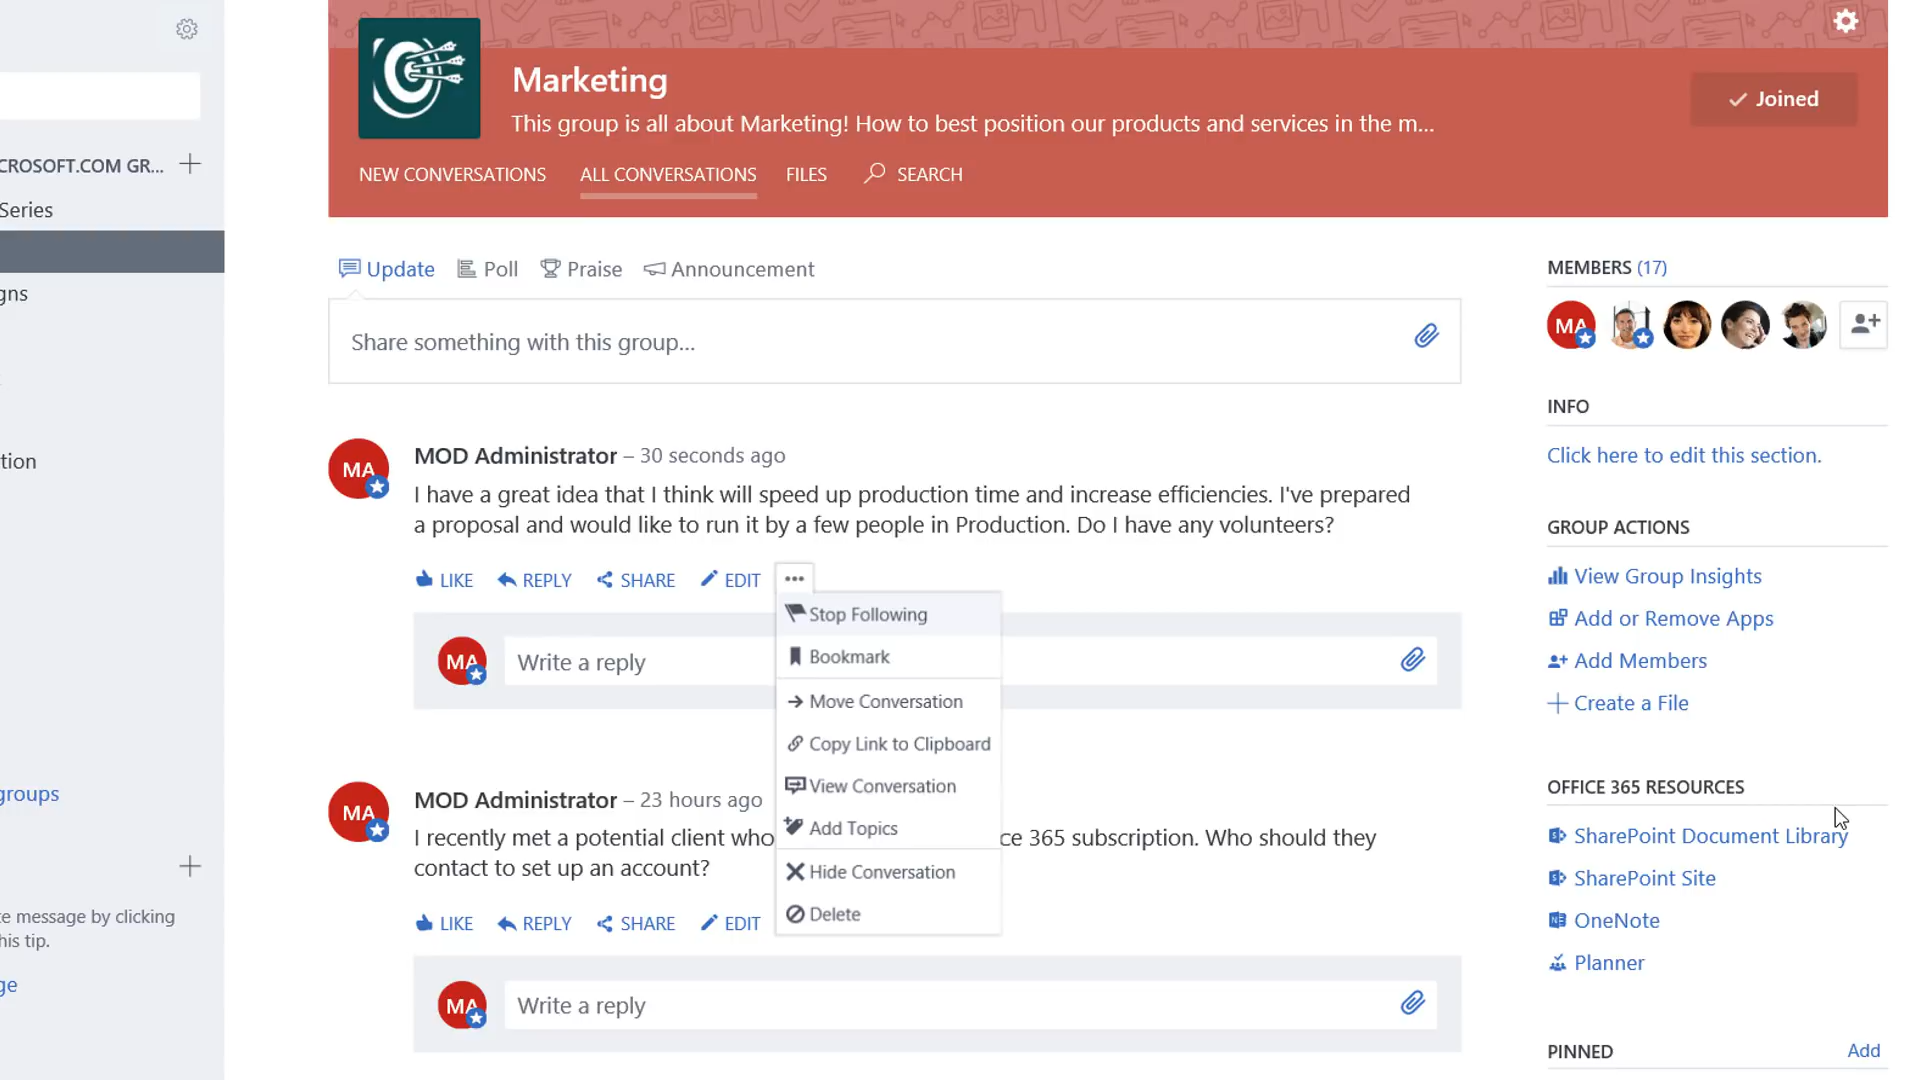 CROSOFT.COM GR...
Series
gns
tion
groups
te message by clicking
his tip.
ge
Marketing
This group is all about Marketing! How to best position our products and services in the m...
Joined
NEW CONVERSATIONS ALL CONVERSATIONS FILES SEARCH
Update Poll Praise Announcement
Share something with this group...
MA
MOD Administrator – 30 seconds ago
I have a great idea that I think will speed up production time and increase efficiencies. I've prepared
a proposal and would like to run it by a few people in Production. Do I have any volunteers?
LIKE REPLY SHARE EDIT ...
MA
Write a reply
Stop Following
Bookmark
Move Conversation
Copy Link to Clipboard
View Conversation
Add Topics
Hide Conversation
Delete
MA
MOD Administrator – 23 hours ago
I recently met a potential client who ce 365 subscription. Who should they
contact to set up an account?
LIKE REPLY SHARE EDIT
MA
Write a reply
MEMBERS (17)
MA
INFO
Click here to edit this section.
GROUP ACTIONS
View Group Insights
Add or Remove Apps
Add Members
Create a File
OFFICE 365 RESOURCES
SharePoint Document Library
SharePoint Site
OneNote
Planner
PINNED Add